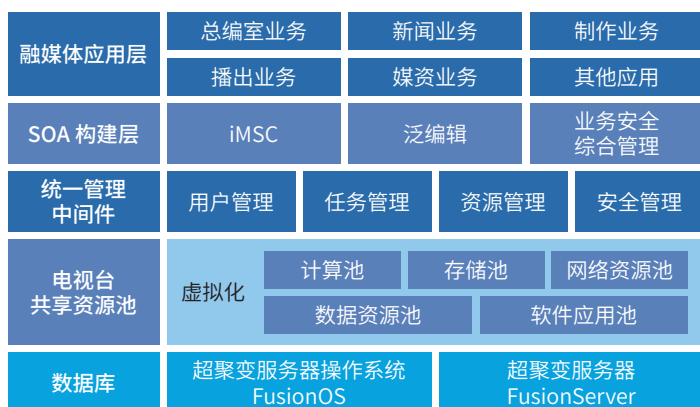 融媒体应用层
总编室业务
新闻业务
制作业务
播出业务
媒资业务
其他应用
SOA 构建层
iMSC
泛编辑
业务安全
综合管理
统一管理
中间件
用户管理
任务管理
资源管理
安全管理
电视台
共享资源池
虚拟化
计算池
存储池
网络资源池
数据资源池
软件应用池
数据库
超聚变服务器操作系统
FusionOS
超聚变服务器
FusionServer